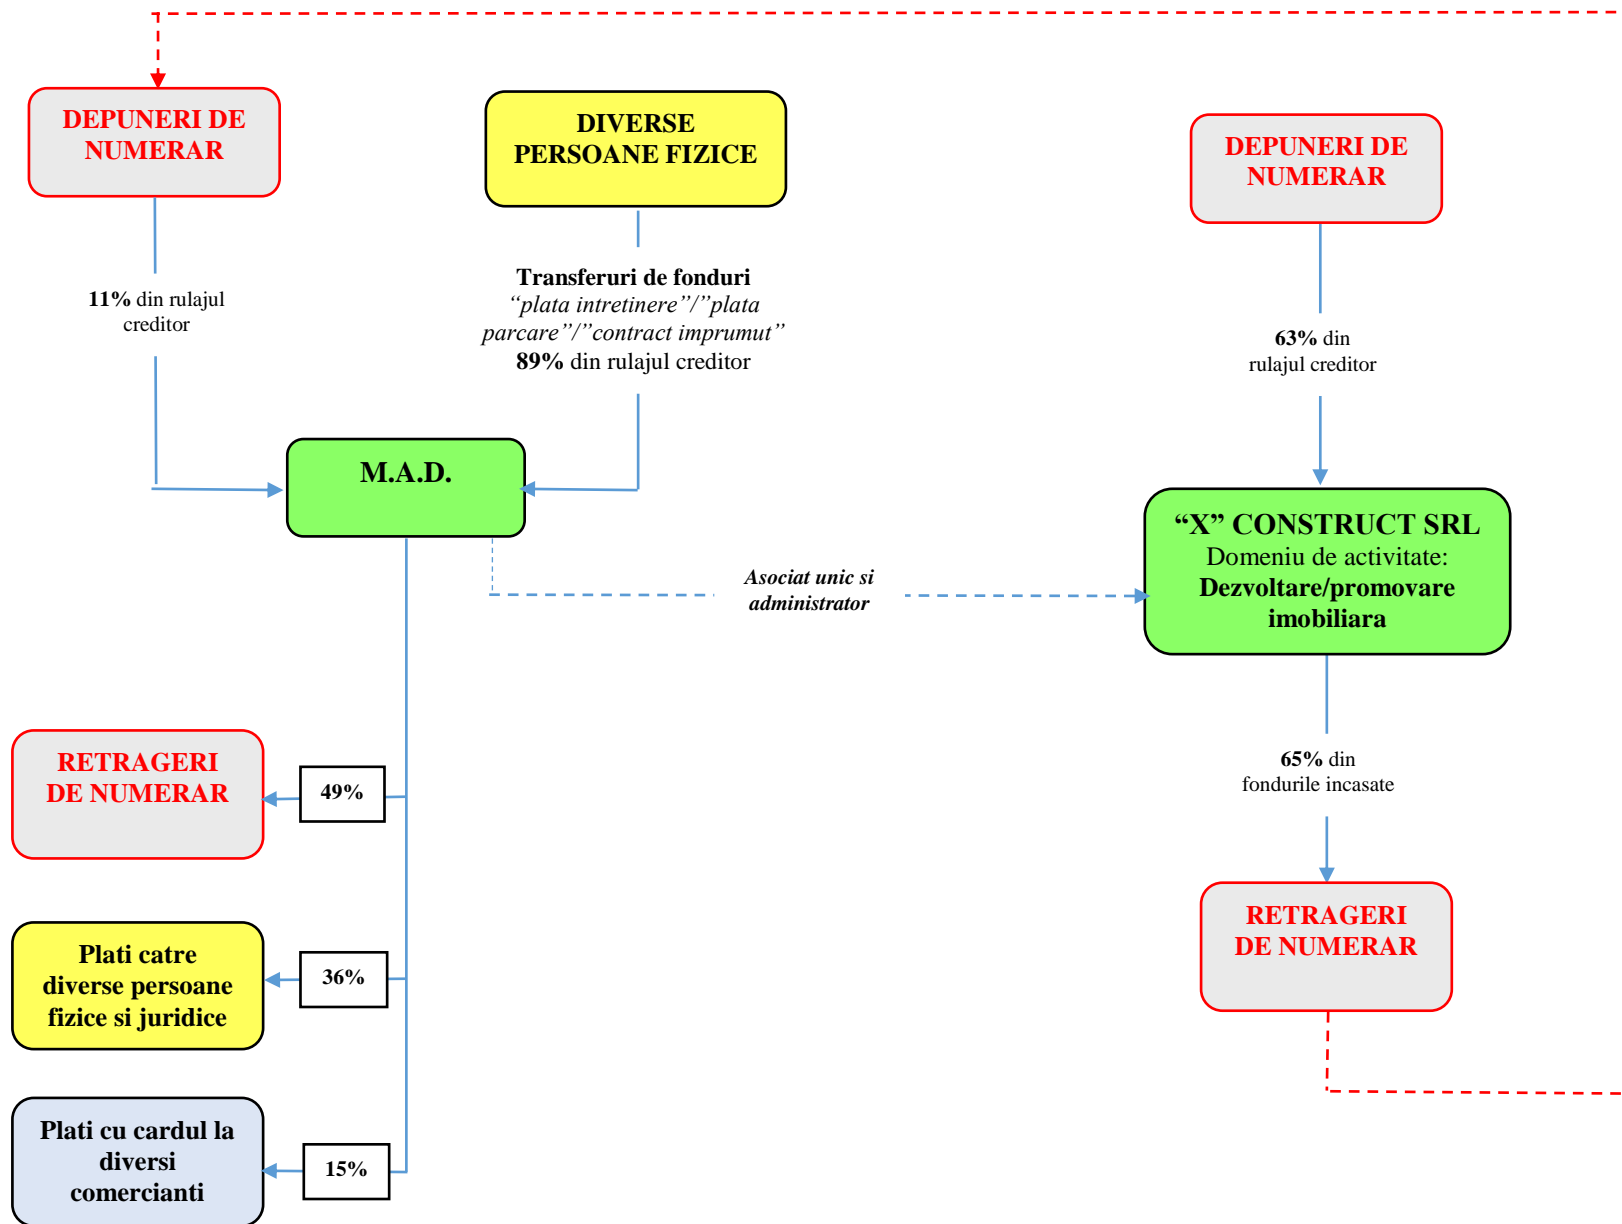 DEPUNERI DE
NUMERAR
DIVERSE
PERSOANE FIZICE
DEPUNERI DE
NUMERAR
11% din rulajul
creditor
Transferuri de fonduri
“plata intretinere”/”plata
parcare”/”contract imprumut”
89% din rulajul creditor
63% din
rulajul creditor
M.A.D.
“X” CONSTRUCT SRL
Domeniu de activitate:
Dezvoltare/promovare
imobiliara
Asociat unic si
administrator
RETRAGERI
DE NUMERAR
49%
65% din
fondurile incasate
Plati catre
diverse persoane
fizice si juridice
36%
RETRAGERI
DE NUMERAR
Plati cu cardul la
diversi
comercianti
15%